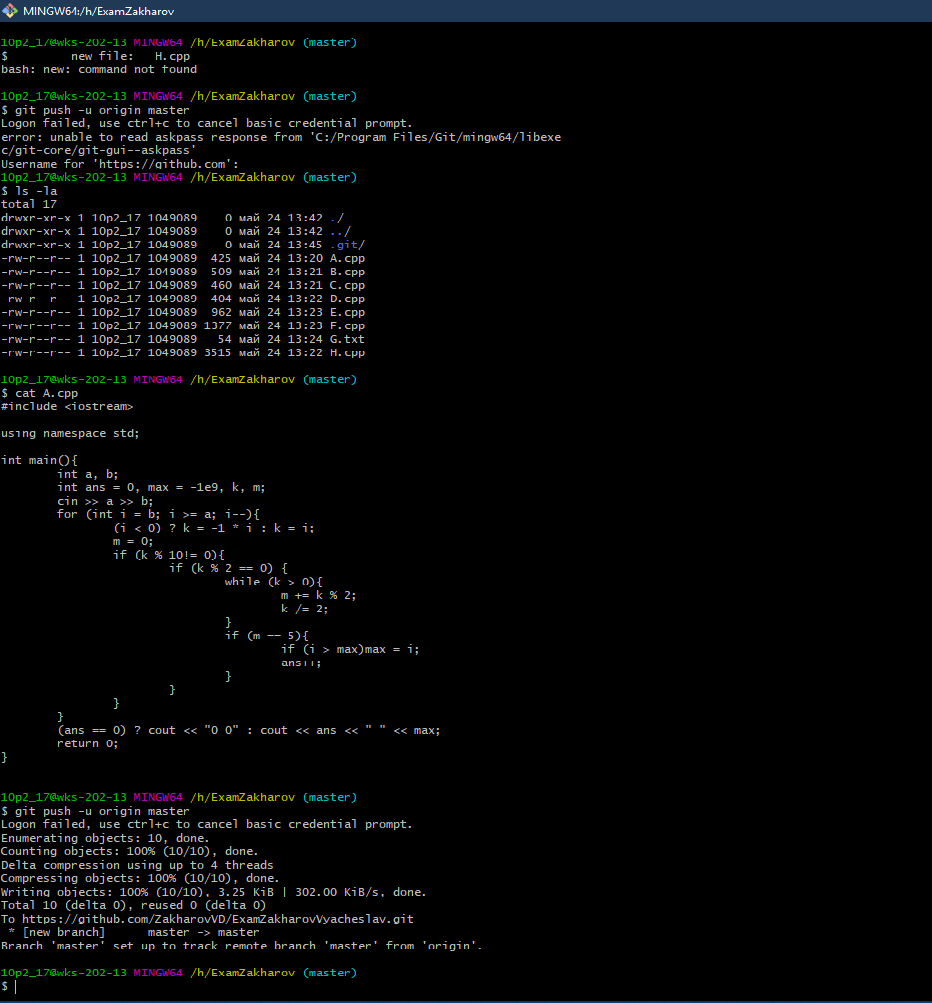 MINGW64:/h/ExamZakharov
10p2_17@wks-202-13 MINGW64 /h/ExamZakharov (master)
$         new file:   H.cpp
bash: new: command not found
10p2_17@wks-202-13 MINGW64 /h/ExamZakharov (master)
$ git push -u origin master
Logon failed, use ctrl+c to cancel basic credential prompt.
error: unable to read askpass response from 'C:/Program Files/Git/mingw64/libexe
c/git-core/git-gui--askpass'
Username for 'https://github.com':
10p2_17@wks-202-13 MINGW64 /h/ExamZakharov (master)
$ ls -la
total 17
drwxr-xr-x 1 10p2_17 1049089    0 май 24 13:42 ./
drwxr-xr-x 1 10p2_17 1049089    0 май 24 13:42 ../
drwxr-xr-x 1 10p2_17 1049089    0 май 24 13:45 .git/
-rw-r--r-- 1 10p2_17 1049089  425 май 24 13:20 A.cpp
-rw-r--r-- 1 10p2_17 1049089  509 май 24 13:21 B.cpp
-rw-r--r-- 1 10p2_17 1049089  460 май 24 13:21 C.cpp
-rw-r--r-- 1 10p2_17 1049089  404 май 24 13:22 D.cpp
-rw-r--r-- 1 10p2_17 1049089  962 май 24 13:23 E.cpp
-rw-r--r-- 1 10p2_17 1049089 1377 май 24 13:23 F.cpp
-rw-r--r-- 1 10p2_17 1049089   54 май 24 13:24 G.txt
-rw-r--r-- 1 10p2_17 1049089 3515 май 24 13:22 H.cpp
10p2_17@wks-202-13 MINGW64 /h/ExamZakharov (master)
$ cat A.cpp
#include <iostream>
using namespace std;
int main(){
        int a, b;
        int ans = 0, max = -1e9, k, m;
        cin >> a >> b;
        for (int i = b; i >= a; i--){
                (i < 0) ? k = -1 * i : k = i;
                m = 0;
                if (k % 10!= 0){
                        if (k % 2 == 0) {
                                while (k > 0){
                                        m += k % 2;
                                        k /= 2;
                                }
                                if (m == 5){
                                        if (i > max)max = i;
                                        ans++;
                                }
                        }
                }
        }
        (ans == 0) ? cout << "0 0" : cout << ans << " " << max;
        return 0;
}
10p2_17@wks-202-13 MINGW64 /h/ExamZakharov (master)
$ git push -u origin master
Logon failed, use ctrl+c to cancel basic credential prompt.
Enumerating objects: 10, done.
Counting objects: 100% (10/10), done.
Delta compression using up to 4 threads
Compressing objects: 100% (10/10), done.
Writing objects: 100% (10/10), 3.25 KiB | 302.00 KiB/s, done.
Total 10 (delta 0), reused 0 (delta 0)
To https://github.com/ZakharovVD/ExamZakharovVyacheslav.git
 * [new branch]      master -> master
Branch 'master' set up to track remote branch 'master' from 'origin'.
10p2_17@wks-202-13 MINGW64 /h/ExamZakharov (master)
$